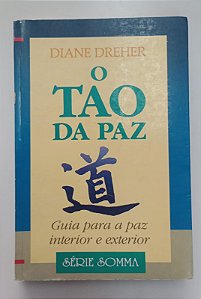 DIANE DREHER
O
TAO
DA PAZ
道
Guia para a paz
interior e exterior
SÉRIE SOMMA